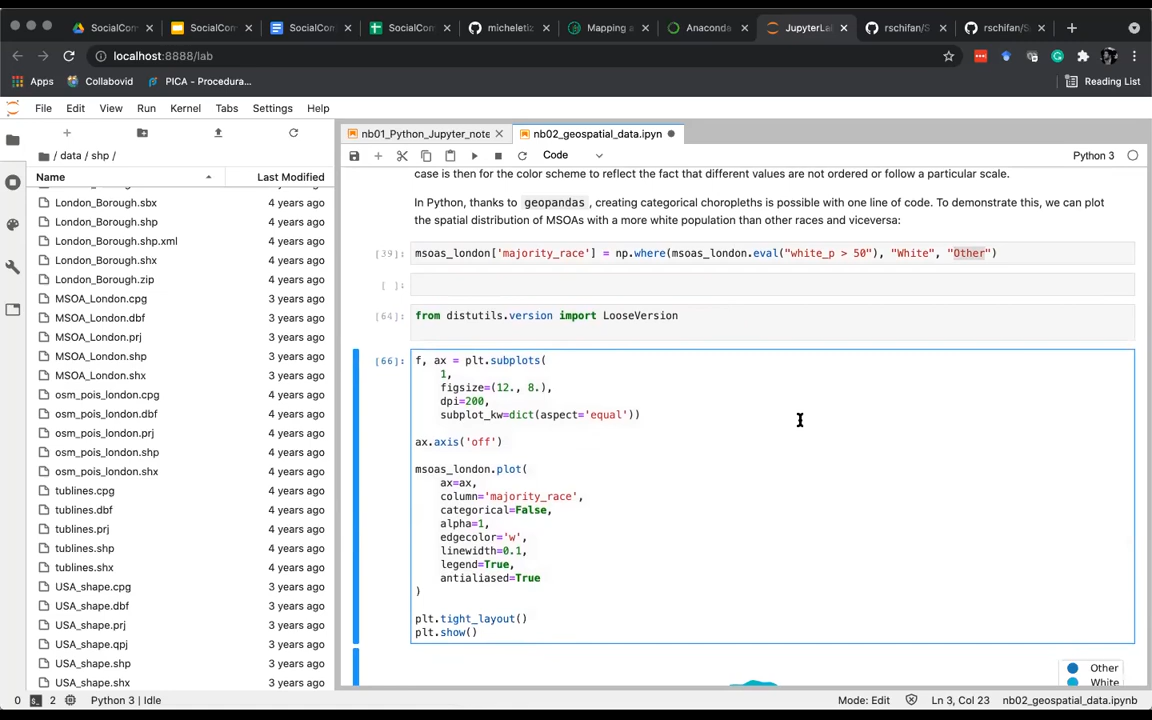 SocialCom
SocialCom
SocialCom
SocialCom
micheletiz
Mapping a
Anaconda
JupyterLa
rschifan/S
rschifan/S
localhost:8888/lab
Apps
Collabovid
PICA - Procedura...
Reading List
File Edit View Run Kernel Tabs Settings Help
nb01_Python_Jupyter_note
nb02_geospatial_data.ipyn
/ data / shp /
Code
Python 3
Name Last Modified
London_Borough.sbx 4 years ago
London_Borough.shp 4 years ago
London_Borough.shp.xml 4 years ago
London_Borough.shx 4 years ago
London_Borough.zip 4 years ago
MSOA_London.cpg 3 years ago
MSOA_London.dbf 3 years ago
MSOA_London.prj 3 years ago
MSOA_London.shp 3 years ago
MSOA_London.shx 3 years ago
osm_pois_london.cpg 4 years ago
osm_pois_london.dbf 4 years ago
osm_pois_london.prj 4 years ago
osm_pois_london.shp 4 years ago
osm_pois_london.shx 4 years ago
tublines.cpg 4 years ago
tublines.dbf 4 years ago
tublines.prj 4 years ago
tublines.shp 4 years ago
tublines.shx 4 years ago
USA_shape.cpg 3 years ago
USA_shape.dbf 3 years ago
USA_shape.prj 3 years ago
USA_shape.qpj 3 years ago
USA_shape.shp 3 years ago
USA_shape.shx 3 years ago
case is then for the color scheme to reflect the fact that different values are not ordered or follow a particular scale.
In Python, thanks to geopandas , creating categorical choropleths is possible with one line of code. To demonstrate this, we can plot
the spatial distribution of MSOAs with a more white population than other races and viceversa:
[39]: msoas_london['majority_race'] = np.where(msoas_london.eval("white_p > 50"), "White", "Other")
[ ]:
[64]: from distutils.version import LooseVersion
[66]: f, ax = plt.subplots(
1,
figsize=(12., 8.),
dpi=200,
subplot_kw=dict(aspect='equal'))
ax.axis('off')
msoas_london.plot(
ax=ax,
column='majority_race',
categorical=False,
alpha=1,
edgecolor='w',
linewidth=0.1,
legend=True,
antialiased=True
)
plt.tight_layout()
plt.show()
Other
White
0 2 Python 3 | Idle
Mode: Edit Ln 3, Col 23 nb02_geospatial_data.ipynb